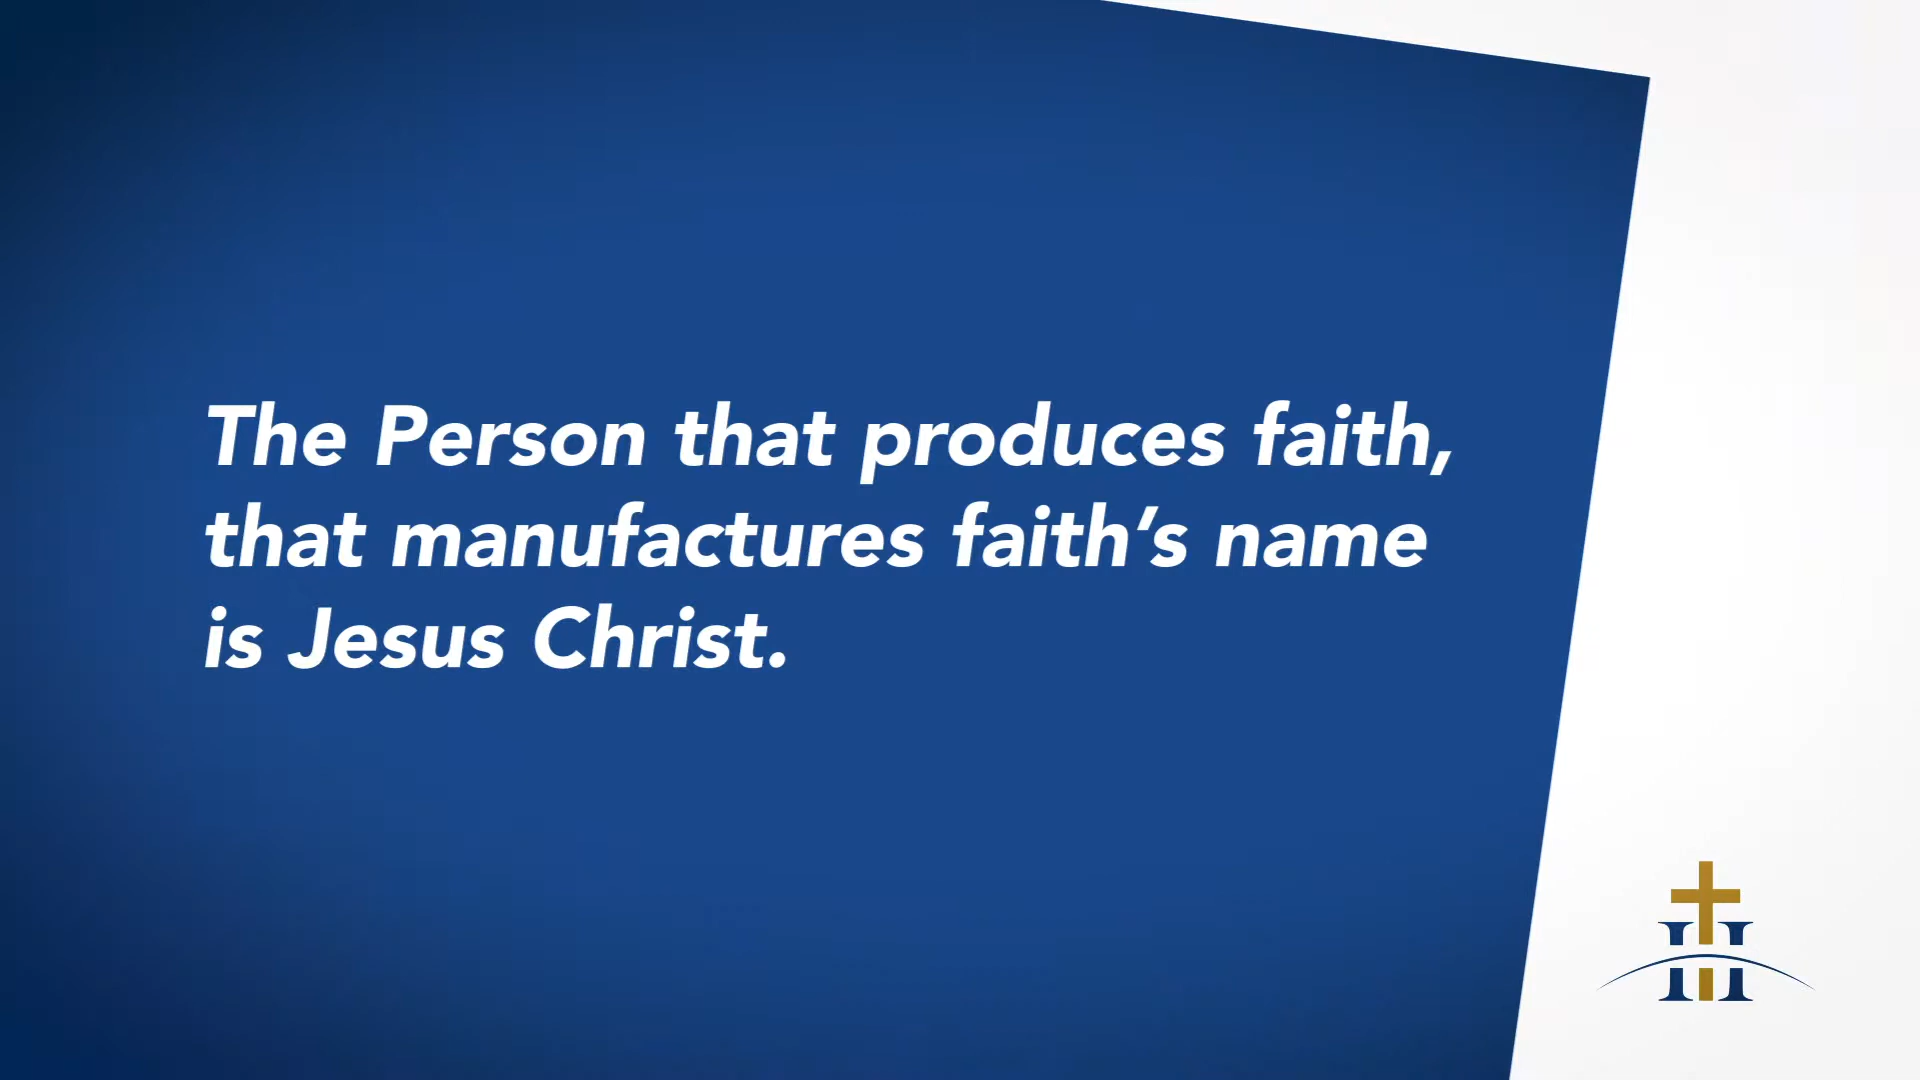 The Person that produces faith,
that manufactures faith’s name
is Jesus Christ.